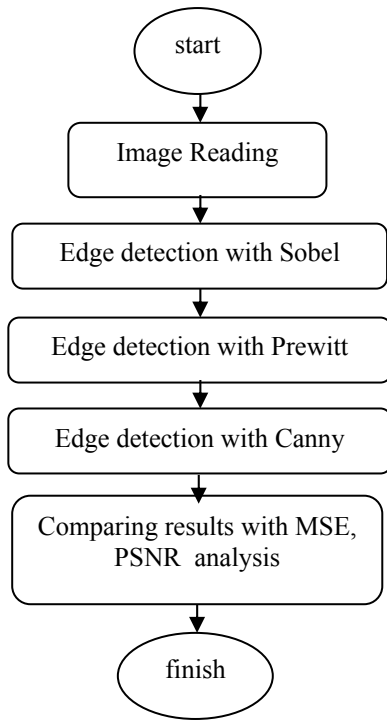 start
Image Reading
Edge detection with Sobel
Edge detection with Prewitt
Edge detection with Canny
Comparing results with MSE,
PSNR analysis
finish